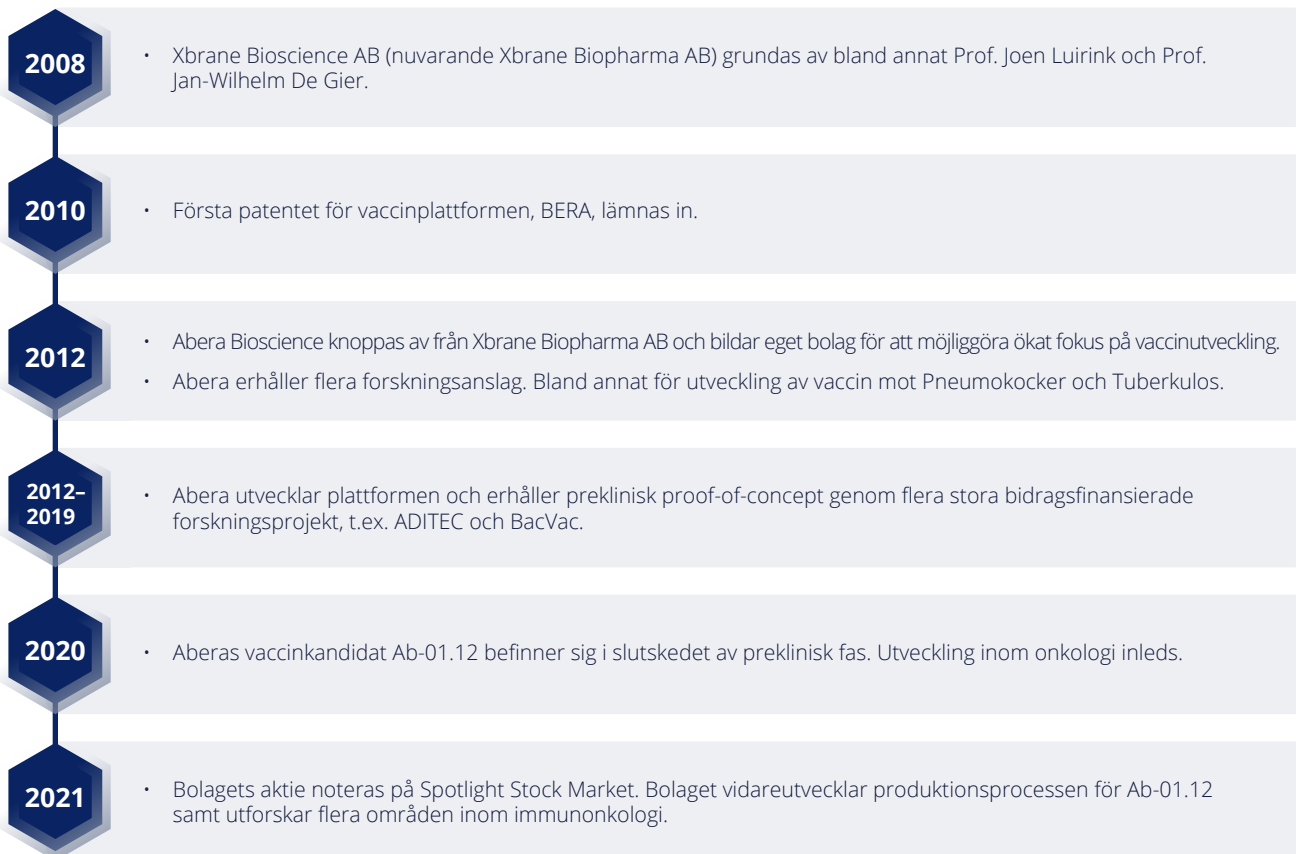 2008
• Xbrane Bioscience AB (nuvarande Xbrane Biopharma AB) grundas av bland annat Prof. Joen Luirink och Prof.
Jan-Wilhelm De Gier.
2010
• Första patentet för vaccinplattformen, BERA, lämnas in.
2012
• Abera Bioscience knoppas av från Xbrane Biopharma AB och bildar eget bolag för att möjliggöra ökat fokus på vaccinutveckling.
• Abera erhåller flera forskningsanslag. Bland annat för utveckling av vaccin mot Pneumokocker och Tuberkulos.
2012–
2019
• Abera utvecklar plattformen och erhåller preklinisk proof-of-concept genom flera stora bidragsfinansierade
forskningsprojekt, t.ex. ADITEC och BacVac.
2020
• Aberas vaccinkandidat Ab-01.12 befinner sig i slutskedet av preklinisk fas. Utveckling inom onkologi inleds.
2021
• Bolagets aktie noteras på Spotlight Stock Market. Bolaget vidareutvecklar produktionsprocessen för Ab-01.12
samt utforskar flera områden inom immunonkologi.